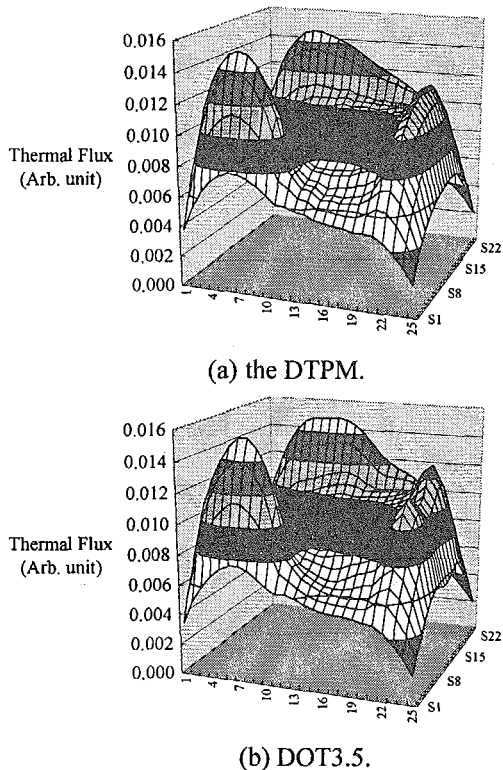 0.016
0.014
0.012
0.010
0.008
0.006
0.004
0.002
0.000
Thermal Flux
(Arb. unit)
1
4
7
10
13
16
19
22
25
S1
S8
S15
S22
(a) the DTPM.
0.016
0.014
0.012
0.010
0.008
0.006
0.004
0.002
0.000
Thermal Flux
(Arb. unit)
1
4
7
10
13
16
19
22
25
S1
S8
S15
S22
(b) DOT3.5.